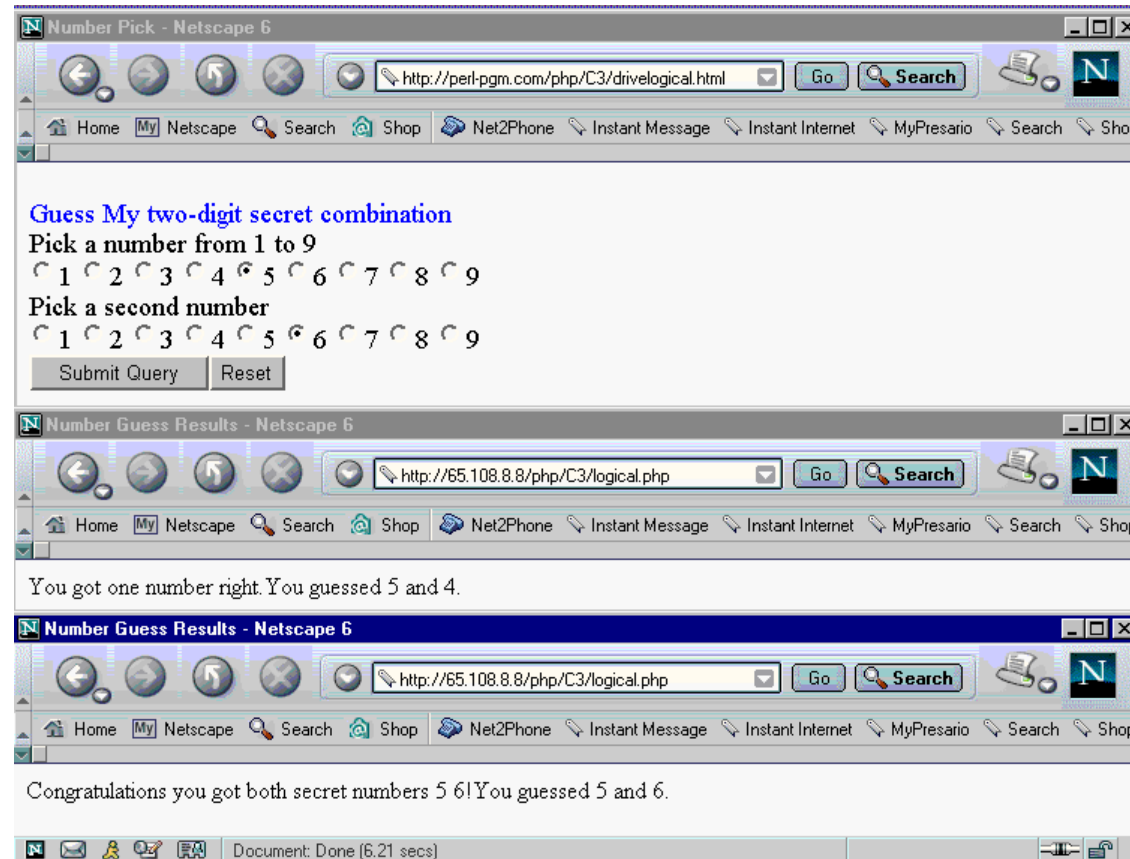 Number Pick - Netscape 6
http://perl-pgm.com/php/C3/drivelogical.html Go Search N
Home My Netscape Search Shop Net2Phone Instant Message Instant Internet MyPresario Search Sho
Guess My two-digit secret combination
Pick a number from 1 to 9
1 2 3 4 5 6 7 8 9
Pick a second number
1 2 3 4 5 6 7 8 9
Submit Query Reset
N Number Guess Results - Netscape 6
http://65.108.8.8/php/C3/logical.php Go Search N
Home My Netscape Search Shop Net2Phone Instant Message Instant Internet MyPresario Search Shop
You got one number right.You guessed 5 and 4.
N Number Guess Results - Netscape 6
http://65.108.8.8/php/C3/logical.php Go Search N
Home My Netscape Search Shop Net2Phone Instant Message Instant Internet MyPresario Search Shop
Congratulations you got both secret numbers 5 6!You guessed 5 and 6.
N Document: Done (6.21 secs)